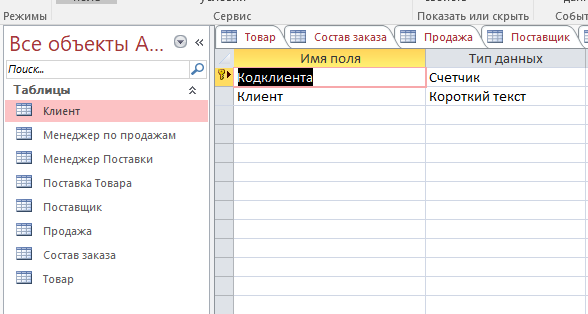 Режимы
Сервис
Показать или скрыть
Все объекты A...
Поиск...
Таблицы
Клиент
Менеджер по продажам
Менеджер Поставки
Поставка Товара
Поставщик
Продажа
Состав заказа
Товар
Товар Состав заказа Продажа Поставщик
Имя поля Тип данных
Кодклиента Счетчик
Клиент Короткий текст